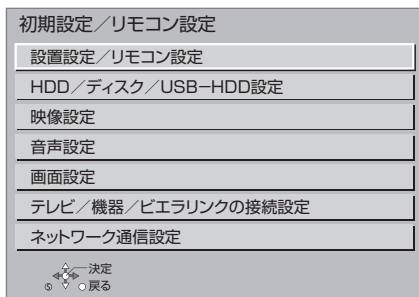 初期設定／リモコン設定
設置設定／リモコン設定
HDD／ディスク／USB－HDD設定
映像設定
音声設定
画面設定
テレビ／機器／ビエラリンクの接続設定
ネットワーク通信設定
決定
S 戻る